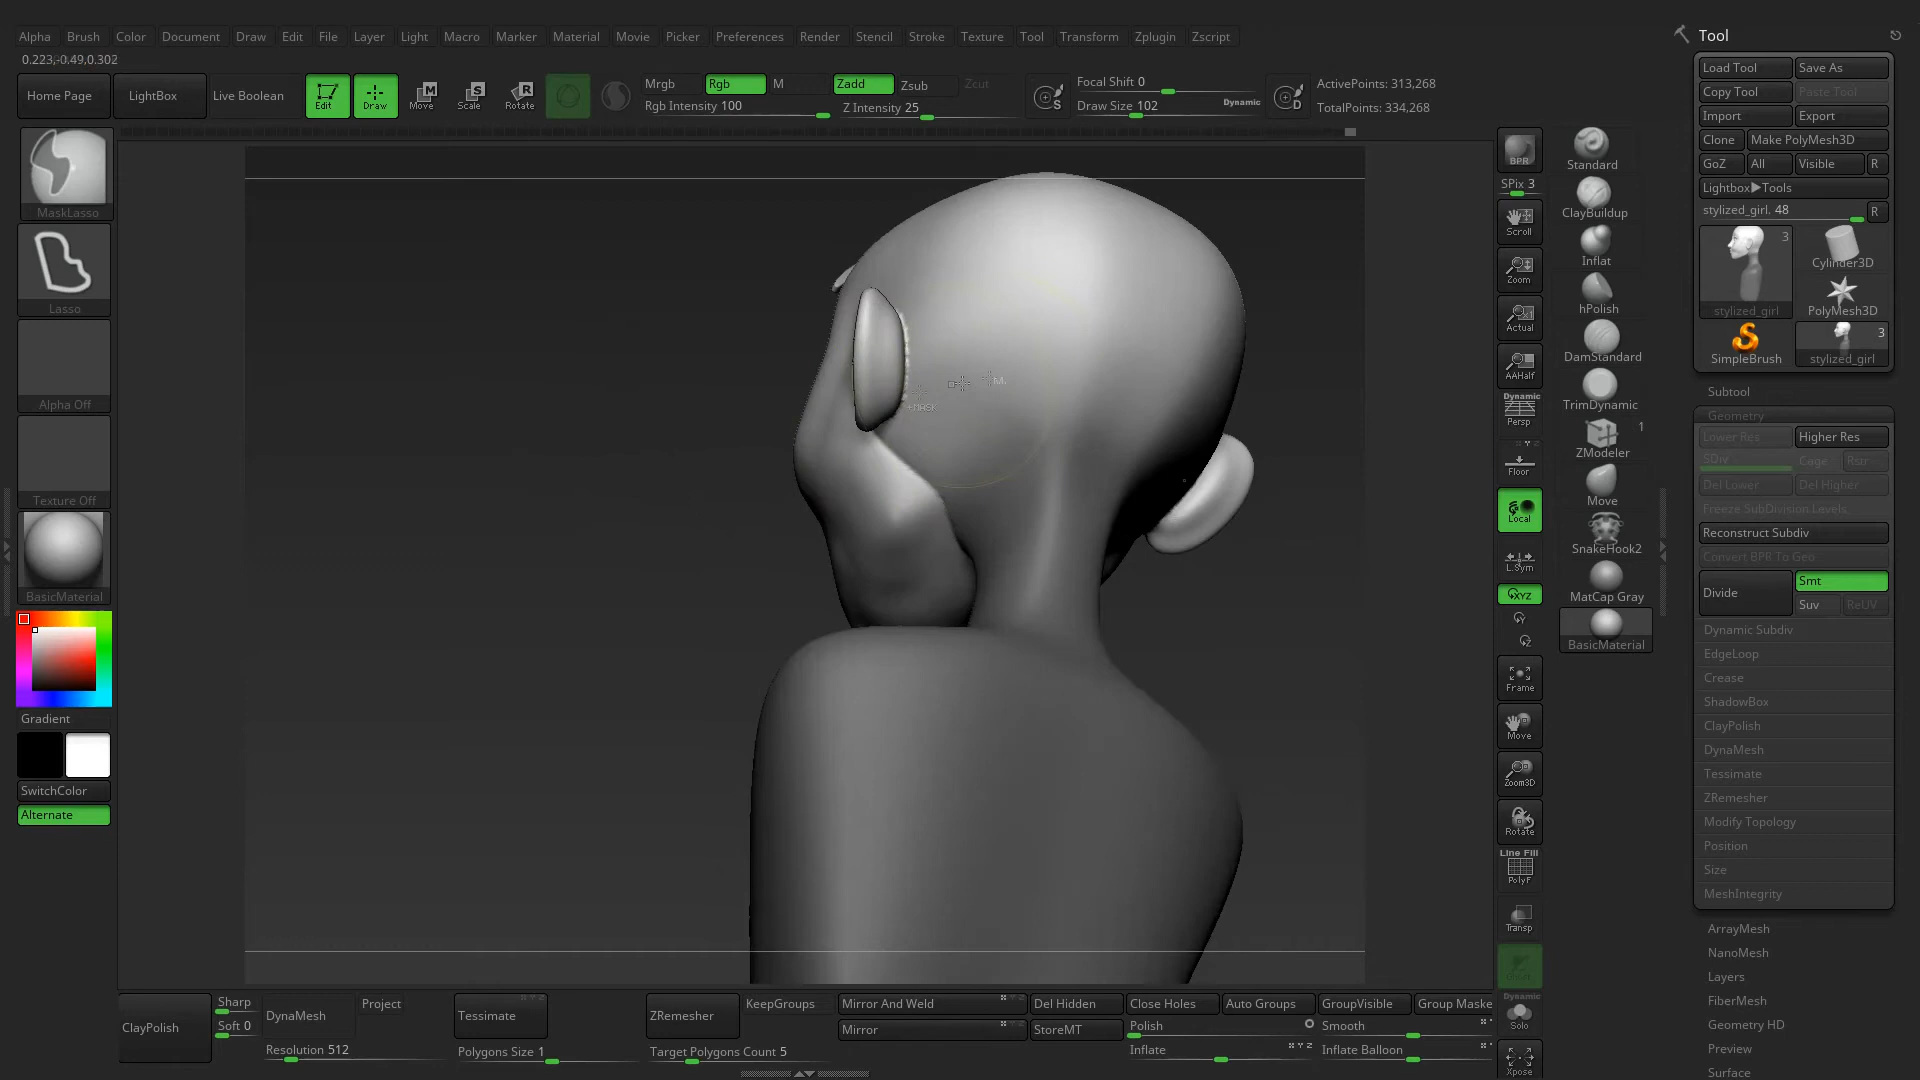 Alpha Brush Color Document Draw Edit File Layer Light Macro Marker Material Movie Picker Preferences Render Stencil Stroke Texture Tool Transform Zplugin Zscript
0.223,-0.49,0.302
Home Page
LightBox
Live Boolean
Edit
Draw
Move
Scale
Rotate
Mrgb
Rgb
M
Rgb Intensity 100
Zadd
Zsub
Zcut
Z Intensity 25
S
Focal Shift 0
Draw Size 102
Dynamic
D
ActivePoints: 313,268
TotalPoints: 334,268
MaskLasso
Lasso
Alpha Off
Texture Off
BasicMaterial
Gradient
SwitchColor
Alternate
+MASK
BPR
SPix 3
Scroll
Zoom
Actual
AAHalf
Dynamic
Persp
Floor
Local
L.Sym
XYZ
Y
Z
Frame
Move
Zoom3D
Rotate
Line Fill
PolyF
Transp
Dynamic
Solo
Xpose
Standard
ClayBuildup
Inflat
hPolish
DamStandard
TrimDynamic
1
ZModeler
Move
SnakeHook2
MatCap Gray
BasicMaterial
Tool
Load Tool
Save As
Copy Tool
Paste Tool
Import
Export
Clone
Make PolyMesh3D
GoZ
All
Visible
R
Lightbox▶Tools
stylized_girl. 48
R
3
stylized_girl
Cylinder3D
PolyMesh3D
SimpleBrush
3
stylized_girl
Subtool
Geometry
Lower Res
Higher Res
SDiv
Cage
Rstr
Del Lower
Del Higher
Freeze SubDivision Levels
Reconstruct Subdiv
Convert BPR To Geo
Divide
Smt
Suv
ReUV
Dynamic Subdiv
EdgeLoop
Crease
ShadowBox
ClayPolish
DynaMesh
Tessimate
ZRemesher
Modify Topology
Position
Size
MeshIntegrity
ArrayMesh
NanoMesh
Layers
FiberMesh
Geometry HD
Preview
Surface
ClayPolish
Sharp
Soft 0
DynaMesh
Project
Resolution 512
Tessimate
Polygons Size 1
ZRemesher
KeepGroups
Target Polygons Count 5
Mirror And Weld
Mirror
Del Hidden
StoreMT
Close Holes
Auto Groups
GroupVisible
Group Maske
Polish
Smooth
Inflate
Inflate Balloon